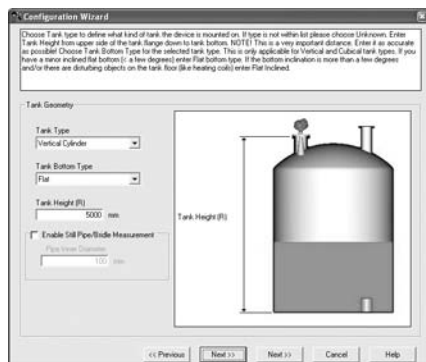 Configuration Wizard
Choose Tank type to define what kind of tank the device is mounted on. If type is not within list please choose Unknown. Enter
Tank Height from upper side of the tank flange down to tank bottom. NOTE! This is a very important distance. Enter it as accurate
as possible! Choose Tank Bottom Type for the selected tank type. This is only applicable for Vertical and Cubical tank types. If you
have a minor inclined flat bottom (< a few degrees) enter Flat bottom type. If the bottom inclination is more than a few degrees
and/or there are disturbing objects on the tank floor (like heating coils) enter Flat Inclined.
Tank Geometry
Tank Type
Vertical Cylinder
Tank Bottom Type
Flat
Tank Height (R)
5000 mm
Enable Still Pipe/Bridle Measurement
Pipe Inner Diameter
100 mm
Tank Height (R)
<< Previous
Next >>
Next >>
Cancel
Help